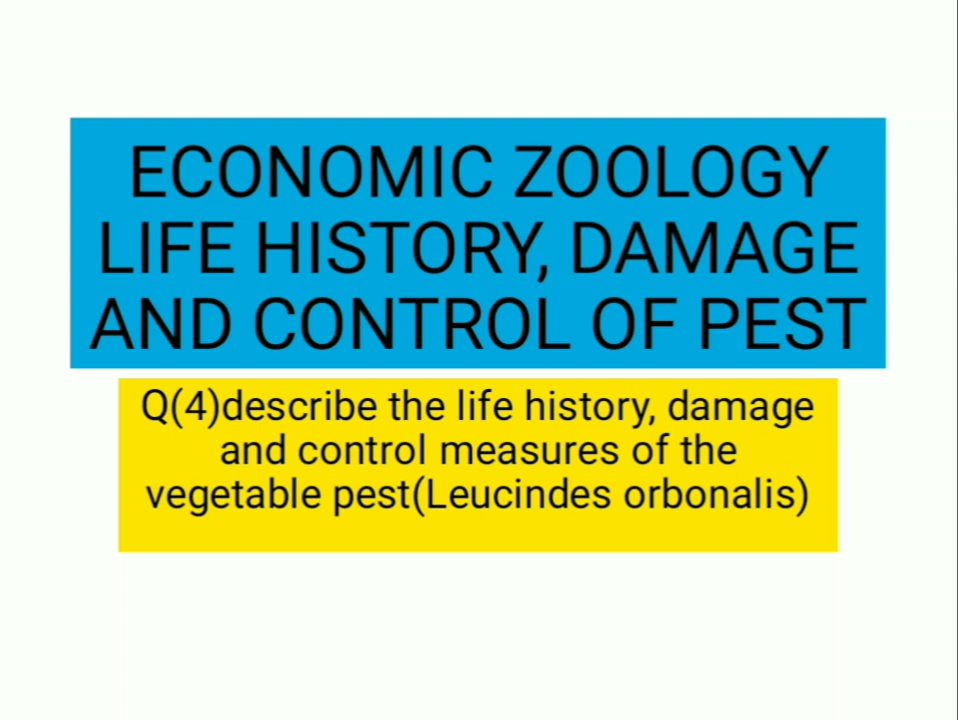 ECONOMIC ZOOLOGY
LIFE HISTORY, DAMAGE
AND CONTROL OF PEST
Q(4)describe the life history, damage
and control measures of the
vegetable pest(Leucindes orbonalis)